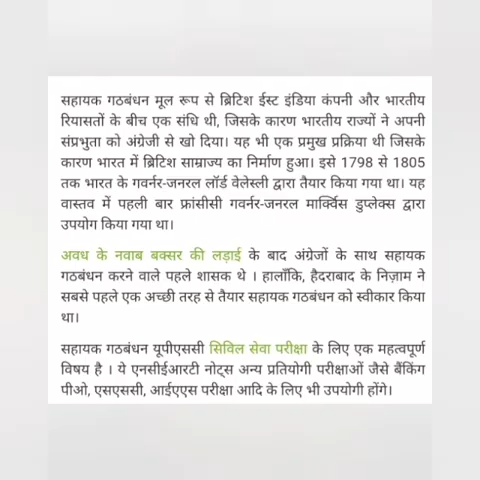 सहायक गठबंधन मूल रूप से ब्रिटिश ईस्ट इंडिया कंपनी और भारतीय
रियासतों के बीच एक संधि थी, जिसके कारण भारतीय राज्यों ने अपनी
संप्रभुता को अंग्रेजी से खो दिया। यह भी एक प्रमुख प्रक्रिया थी जिसके
कारण भारत में ब्रिटिश साम्राज्य का निर्माण हुआ। इसे 1798 से 1805
तक भारत के गवर्नर-जनरल लॉर्ड वेलेस्ली द्वारा तैयार किया गया था। यह
वास्तव में पहली बार फ्रांसीसी गवर्नर-जनरल मार्क्विस डुप्लेक्स द्वारा
उपयोग किया गया था।
अवध के नवाब बक्सर की लड़ाई के बाद अंग्रेजों के साथ सहायक
गठबंधन करने वाले पहले शासक थे । हालाँकि, हैदराबाद के निज़ाम ने
सबसे पहले एक अच्छी तरह से तैयार सहायक गठबंधन को स्वीकार किया
था।
सहायक गठबंधन यूपीएससी सिविल सेवा परीक्षा के लिए एक महत्वपूर्ण
विषय है । ये एनसीईआरटी नोट्स अन्य प्रतियोगी परीक्षाओं जैसे बैंकिंग
पीओ, एसएससी, आईएएस परीक्षा आदि के लिए भी उपयोगी होंगे।